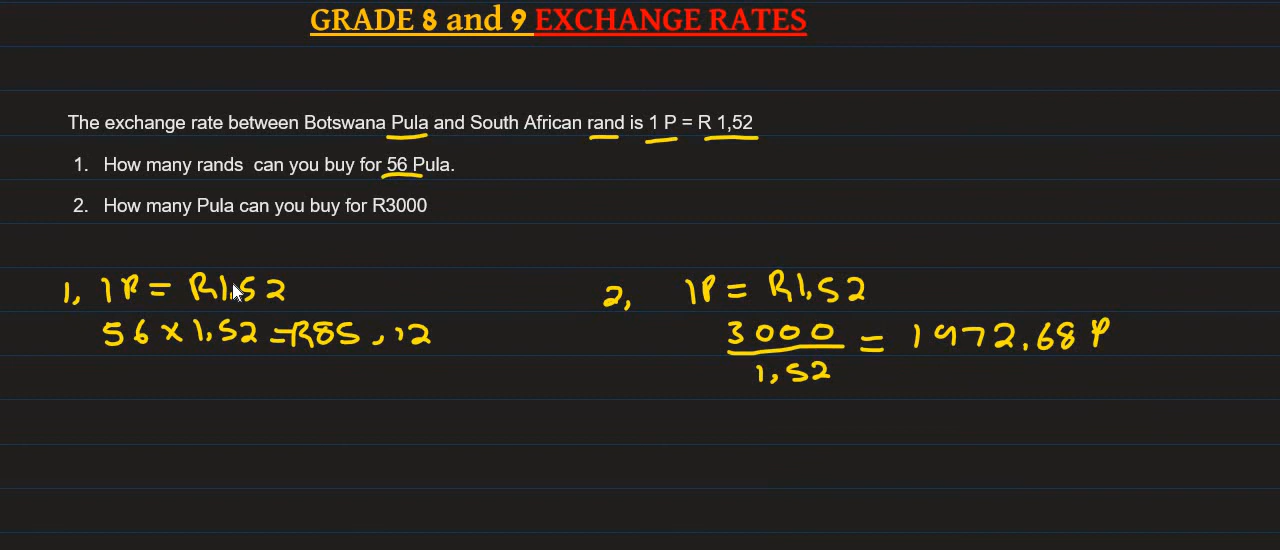 GRADE 8 and 9 EXCHANGE RATES
The exchange rate between Botswana Pula and South African rand is 1 P = R 1,52
1. How many rands can you buy for 56 Pula.
2. How many Pula can you buy for R3000
1, 1P = R1,52
56 x 1,52 = R85,12
2, 1P = R1,52
3000 = 1972.68 P
1,52